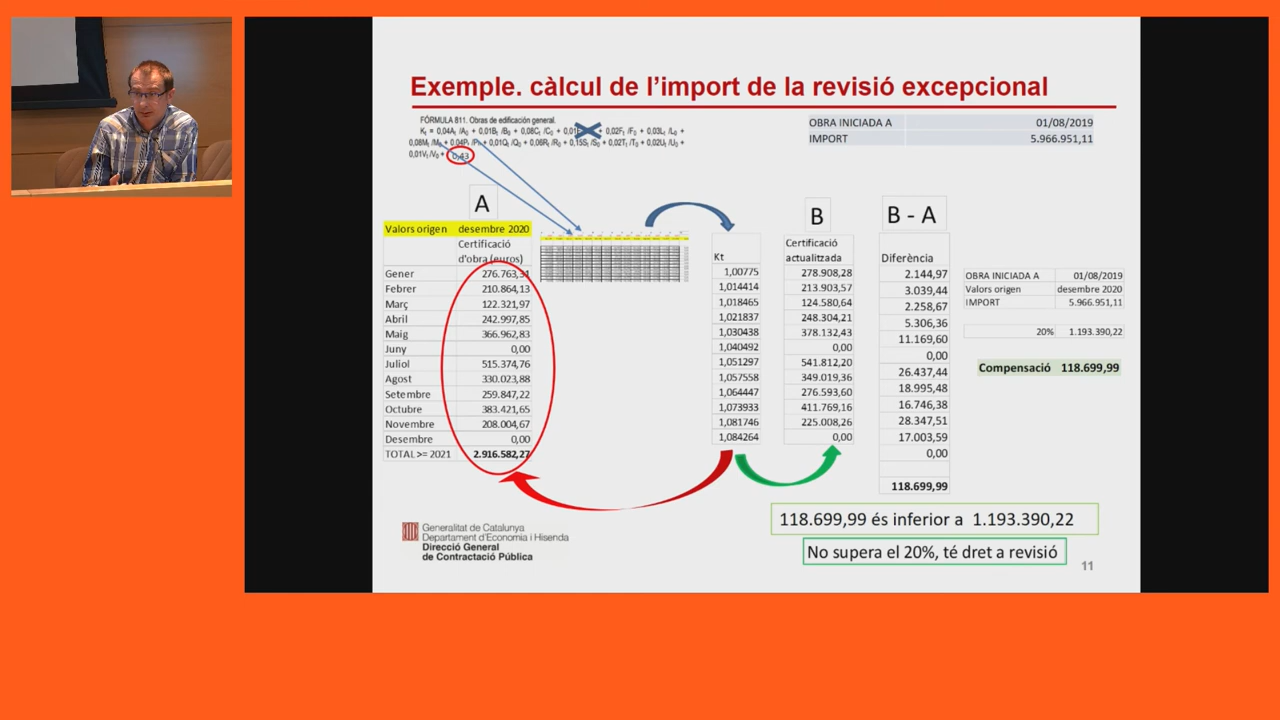 Exemple. càlcul de l'import de la revisió excepcional
FÓRMULA 811. Obras de edificación general.
OBRA INICIADA A 01/08/2019
IMPORT 5.966.951,11
0,43
A
Valors origen desembre 2020
Certificació
d'obra (euros)
Gener 276.763,31
Febrer 210.864,13
Març 122.321,97
Abril 242.997,85
Maig 366.962,83
Juny 0,00
Juliol 515.374,76
Agost 330.023,88
Setembre 259.847,22
Octubre 383.421,65
Novembre 208.004,67
Desembre 0,00
TOTAL >= 2021 2.916.582,27
Kt
1,00775
1,014414
1,018465
1,021837
1,030438
1,040492
1,051297
1,057558
1,064447
1,073933
1,081746
1,084264
B
Certificació
actualitzada
278.908,28
213.903,57
124.580,64
248.304,21
378.132,43
0,00
541.812,20
349.019,36
276.593,60
411.769,16
225.008,26
0,00
B - A
Diferència
2.144,97
3.039,44
2.258,67
5.306,36
11.169,60
0,00
26.437,44
18.995,48
16.746,38
28.347,51
17.003,59
0,00
118.699,99
OBRA INICIADA A 01/08/2019
Valors origen desembre 2020
IMPORT 5.966.951,11
20% 1.193.390,22
Compensació 118.699,99
118.699,99 és inferior a 1.193.390,22
No supera el 20%, té dret a revisió
Generalitat de Catalunya
Departament d'Economia i Hisenda
Direcció General
de Contractació Pública
11